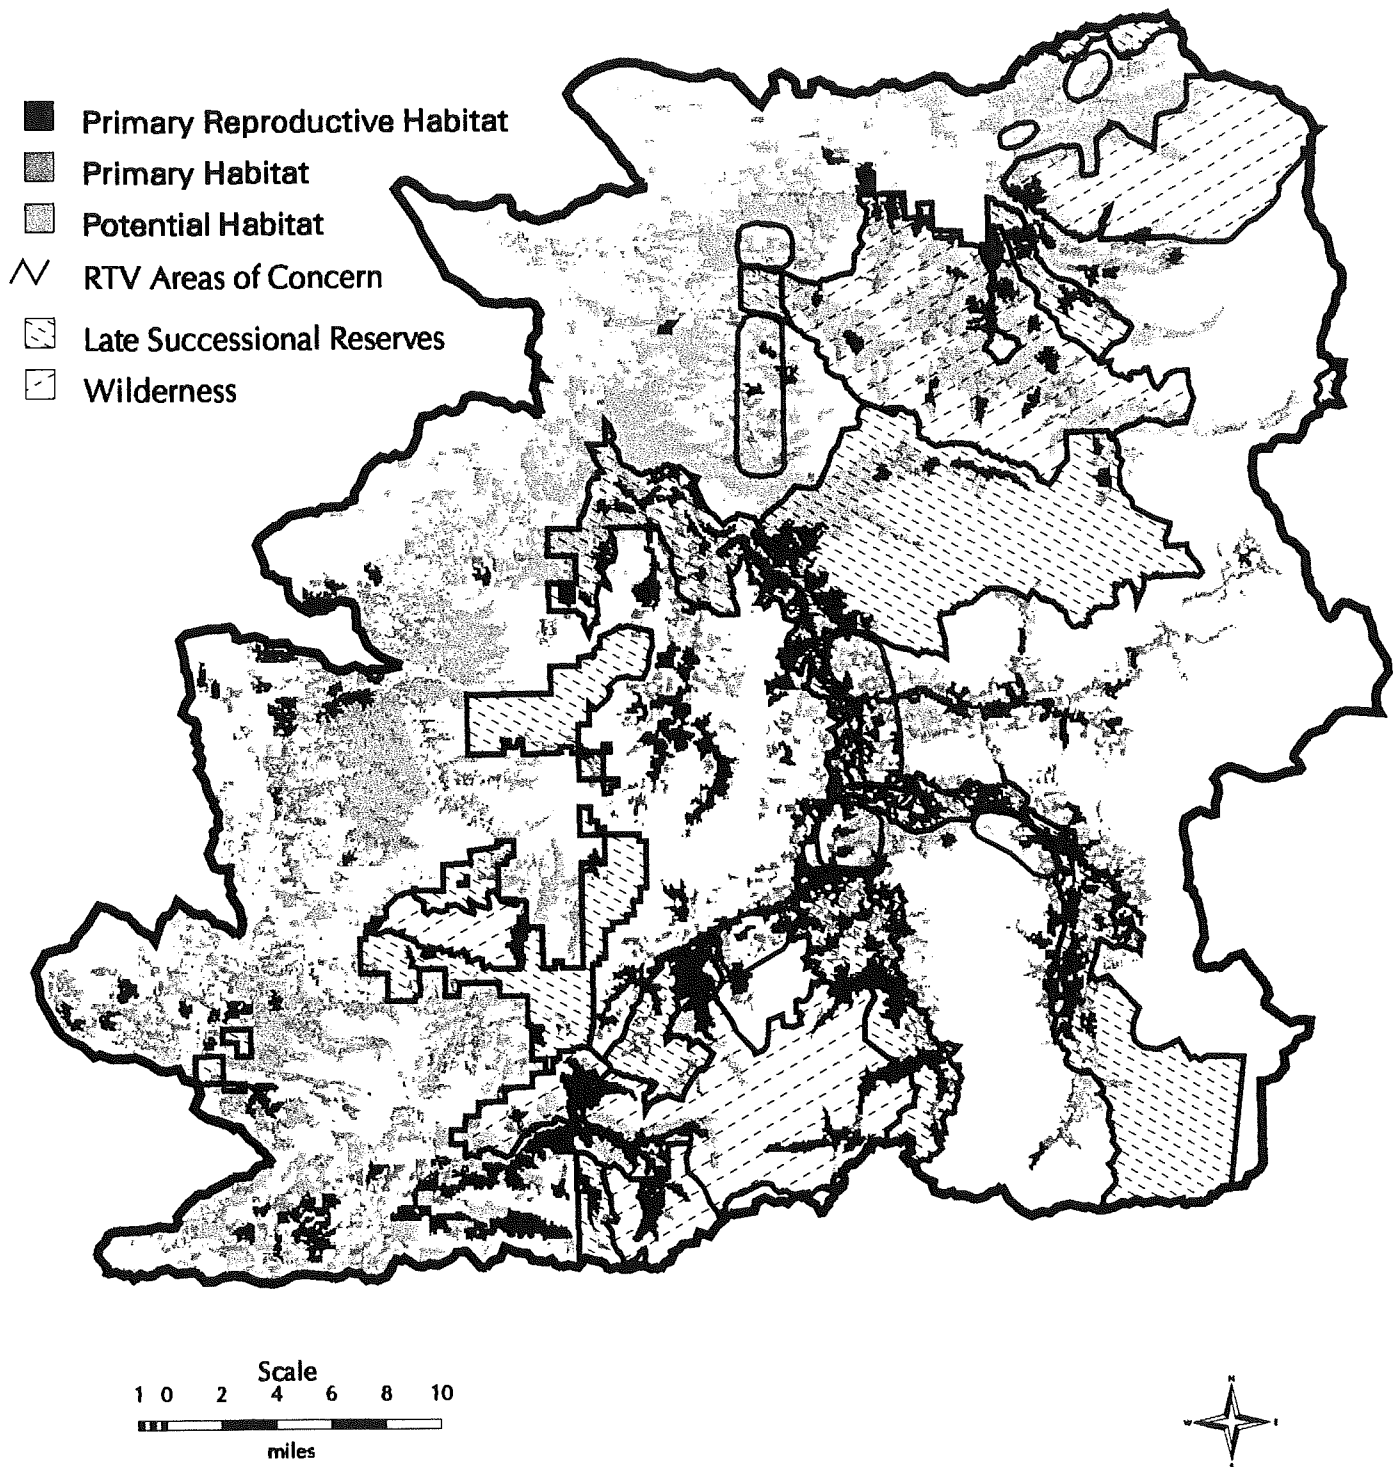 Primary Reproductive Habitat
Primary Habitat
Potential Habitat
RTV Areas of Concern
Late Successional Reserves
Wilderness
Scale
1 0 2 4 6 8 10
miles
N
W E
S